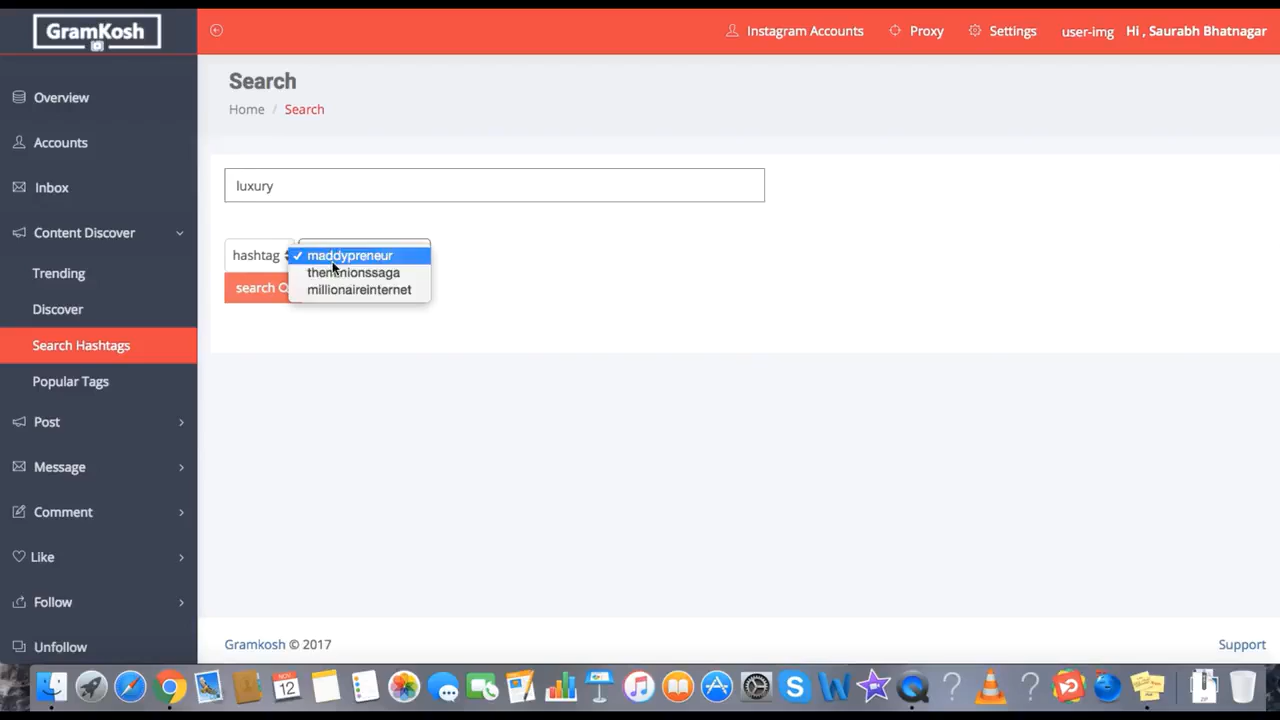 GramKosh
Instagram Accounts
Proxy
Settings
user-img
Hi , Saurabh Bhatnagar
Overview
Accounts
Inbox
Content Discover
Trending
Discover
Search Hashtags
Popular Tags
Post
Message
Comment
Like
Follow
Unfollow
Search
Home / Search
luxury
hashtag
maddypreneur
theminionssaga
millionaireinternet
search
Gramkosh © 2017
Support
NOV
12